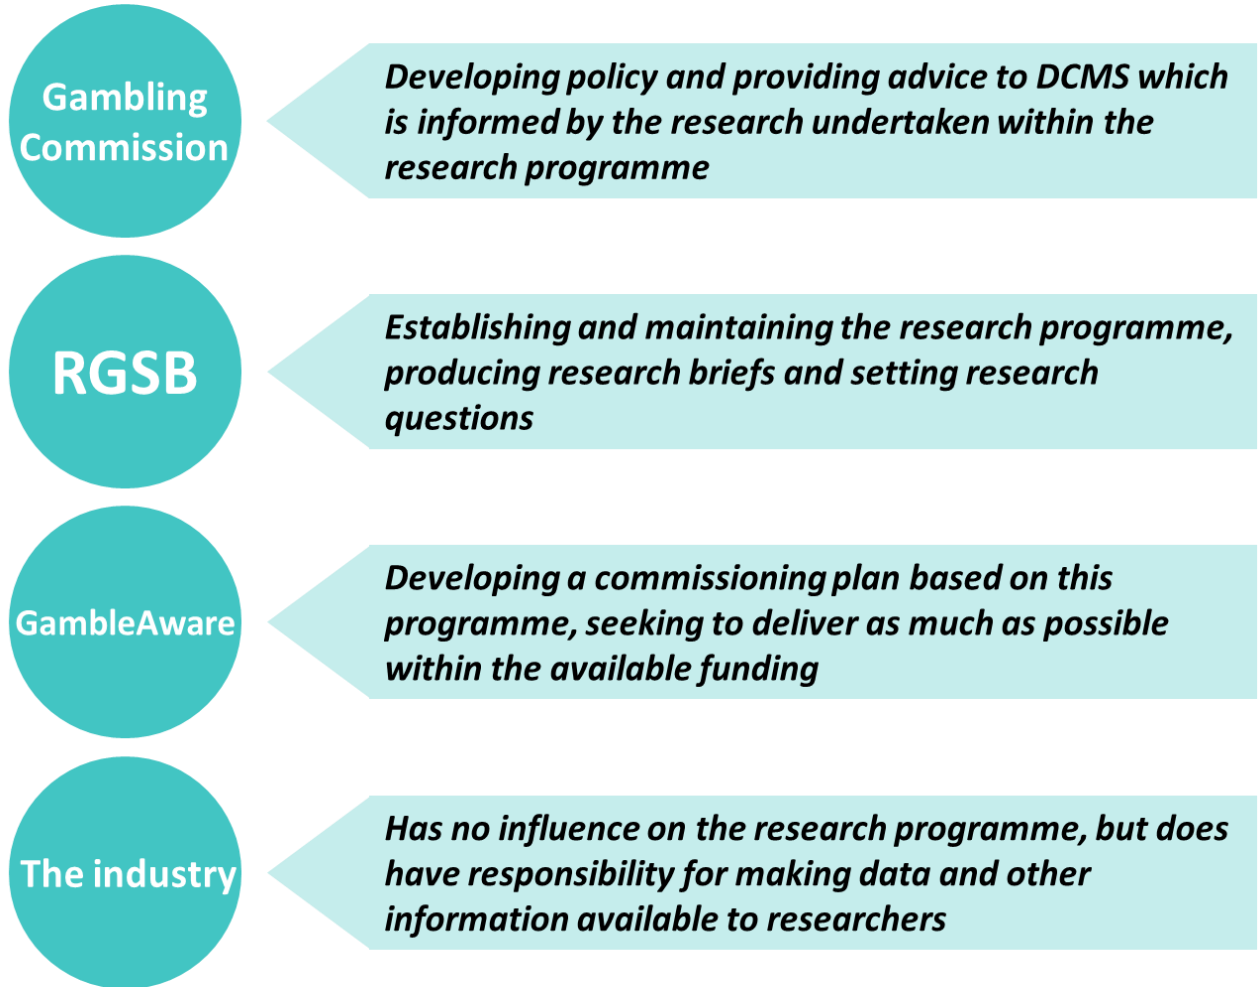 Gambling
Commission
Developing policy and providing advice to DCMS which
is informed by the research undertaken within the
research programme
RGSB
Establishing and maintaining the research programme,
producing research briefs and setting research
questions
GambleAware
Developing a commissioning plan based on this
programme, seeking to deliver as much as possible
within the available funding
The industry
Has no influence on the research programme, but does
have responsibility for making data and other
information available to researchers